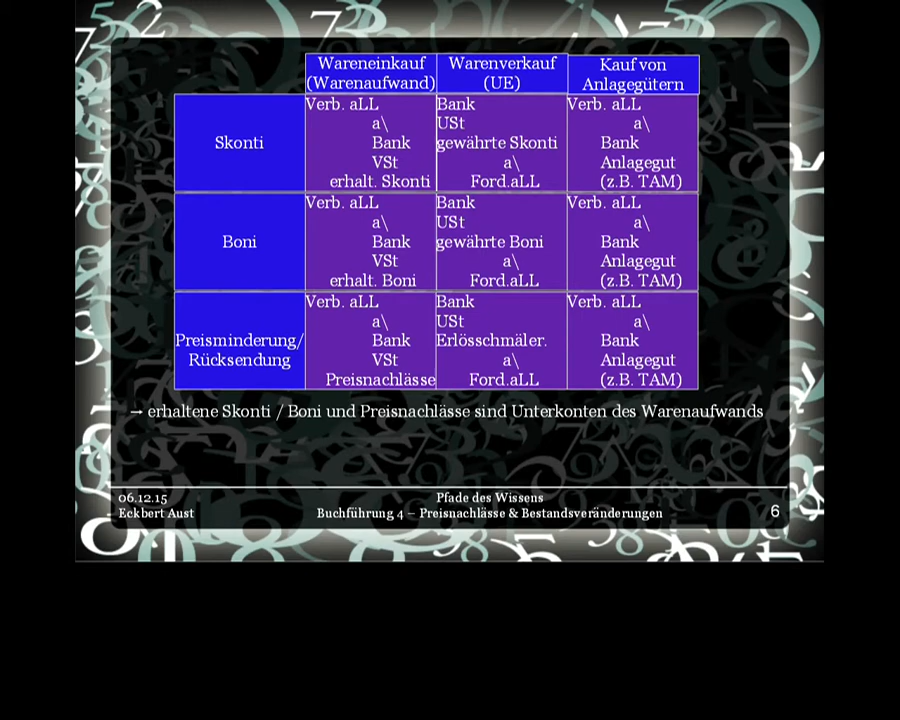 Wareneinkauf
(Warenaufwand)
Warenverkauf
(UE)
Kauf von
Anlagegütern
Skonti
Verb. aLL
a\
Bank
VSt
erhalt. Skonti
Bank
USt
gewährte Skonti
a\
Ford.aLL
Verb. aLL
a\
Bank
Anlagegut
(z.B. TAM)
Boni
Verb. aLL
a\
Bank
VSt
erhalt. Boni
Bank
USt
gewährte Boni
a\
Ford.aLL
Verb. aLL
a\
Bank
Anlagegut
(z.B. TAM)
Preisminderung/
Rücksendung
Verb. aLL
a\
Bank
VSt
Preisnachlässe
Bank
USt
Erlösschmäler.
a\
Ford.aLL
Verb. aLL
a\
Bank
Anlagegut
(z.B. TAM)
→ erhaltene Skonti / Boni und Preisnachlässe sind Unterkonten des Warenaufwands
06.12.15
Eckbert Aust
Pfade des Wissens
Buchführung 4 – Preisnachlässe & Bestandsveränderungen
6